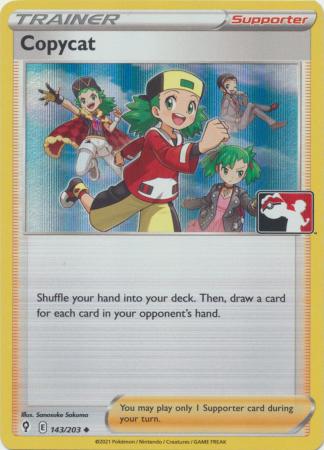 TRAINER Supporter
Copycat
Shuffle your hand into your deck. Then, draw a card
for each card in your opponent's hand.
Illus. Sanosuke Sakuma
E 143/203
You may play only 1 Supporter card during
your turn.
©2021 Pokémon / Nintendo / Creatures / GAME FREAK